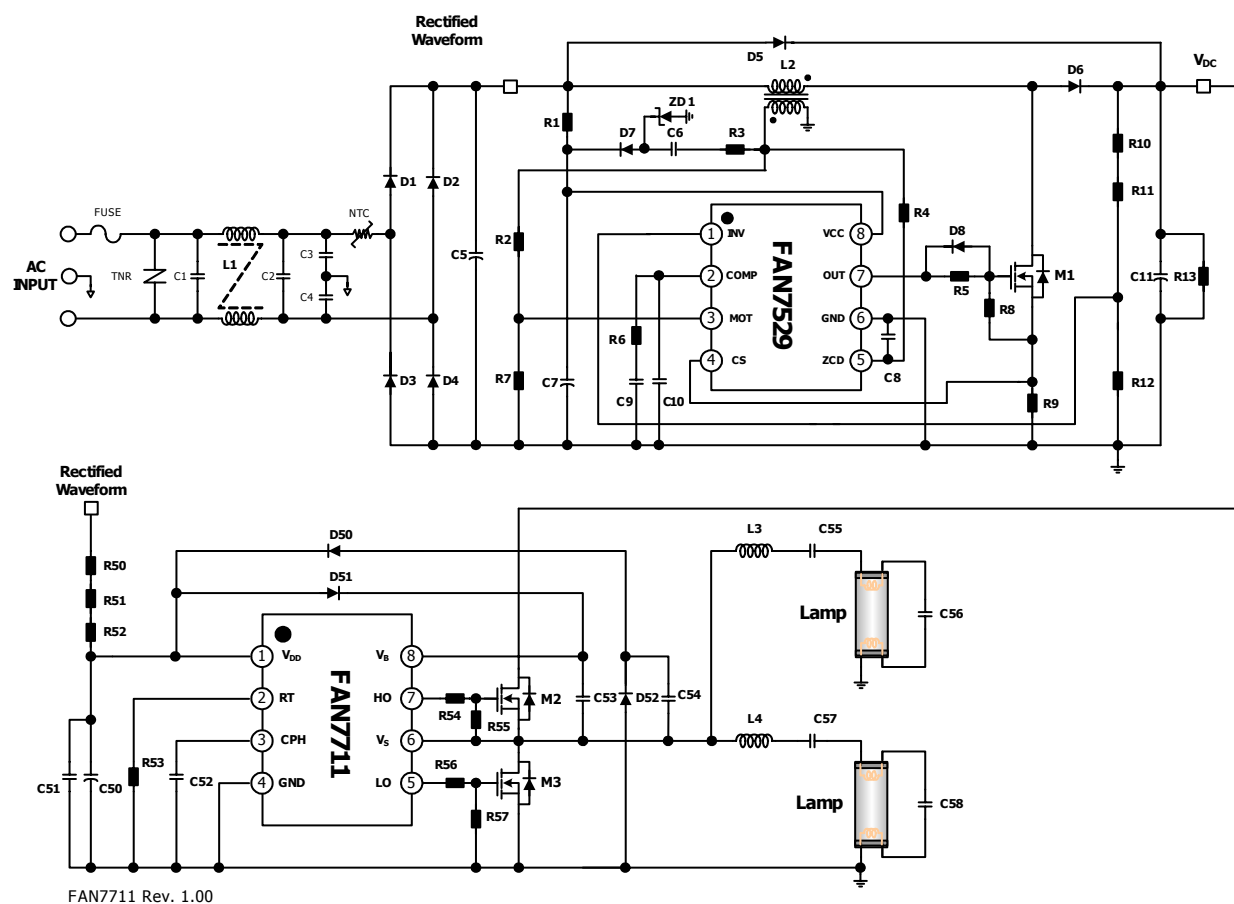 Rectified
Waveform
D5
L2
V_DC
D6
ZD1
R1
D7
C6
R3
R10
D1
D2
R11
FUSE
NTC
R4
R2
1
INV
VCC
8
D8
C5
C3
TNR
C1
L1
C2
AC
INPUT
2
COMP
OUT
7
M1
C11
R13
R5
C4
FAN7529
3
MOT
GND
6
R8
R6
4
CS
ZCD
5
C8
D3
D4
R7
C7
C9
C10
R9
R12
Rectified
Waveform
D50
L3
C55
R50
D51
R51
Lamp
C56
R52
1
V_DD
V_B
8
FAN7711
2
RT
HO
7
R54
M2
C53
D52
C54
R55
L4
C57
3
CPH
V_S
6
R53
R56
C51
C50
C52
4
GND
LO
5
M3
Lamp
C58
R57
FAN7711 Rev. 1.00